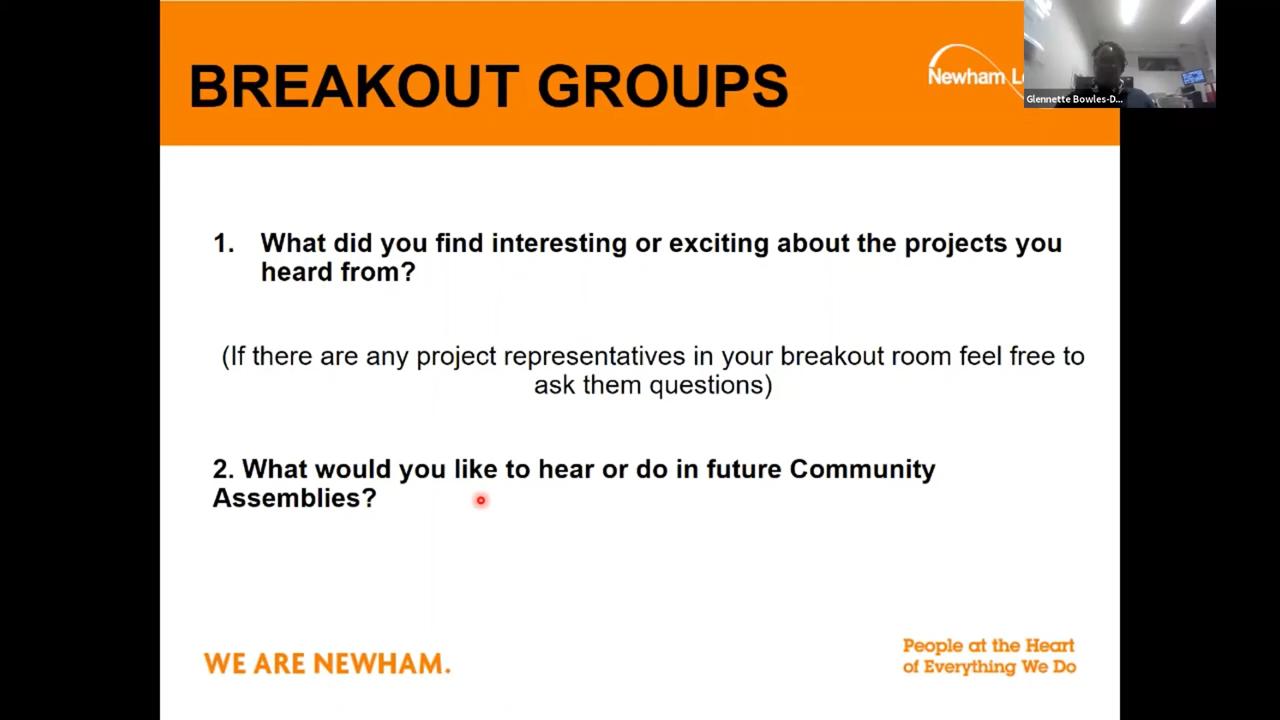 BREAKOUT GROUPS
Newham
Glennette Bowles-D...
1. What did you find interesting or exciting about the projects you
heard from?
(If there are any project representatives in your breakout room feel free to
ask them questions)
2. What would you like to hear or do in future Community
Assemblies?
WE ARE NEWHAM.
People at the Heart
of Everything We Do